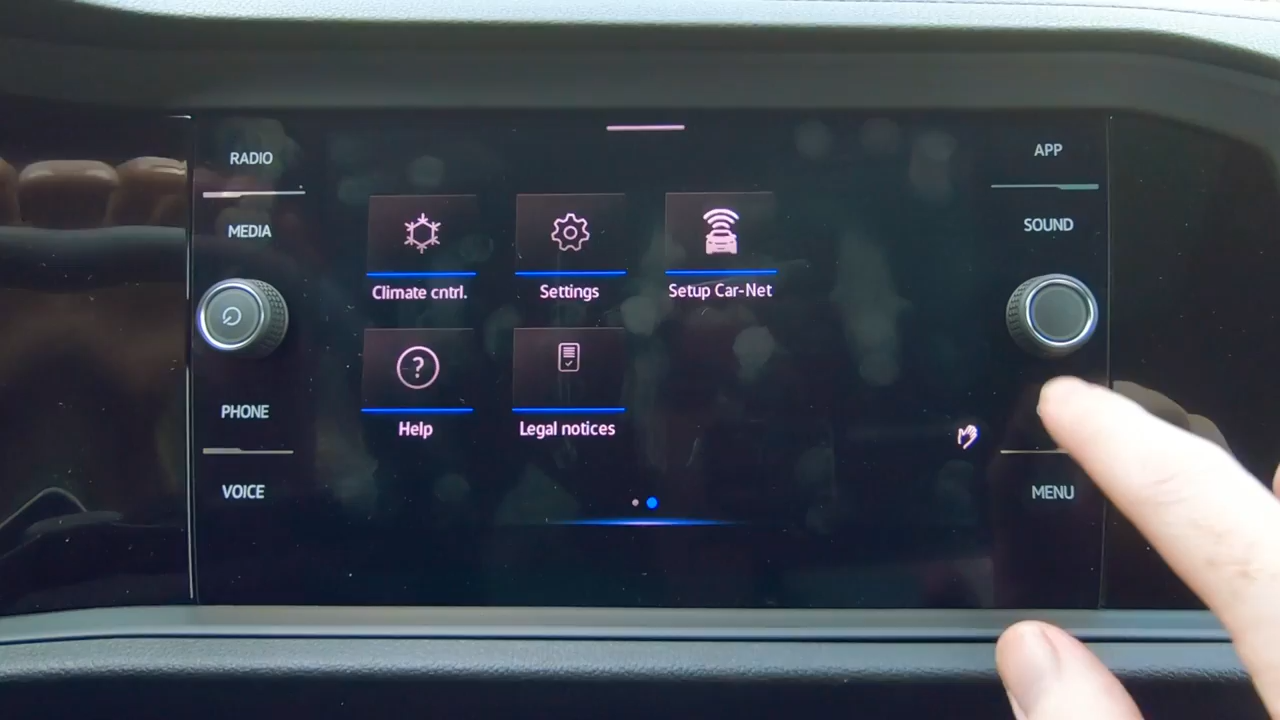 RADIO
MEDIA
PHONE
VOICE
Climate cntrl.
Settings
Setup Car-Net
?
Help
Legal notices
APP
SOUND
MENU